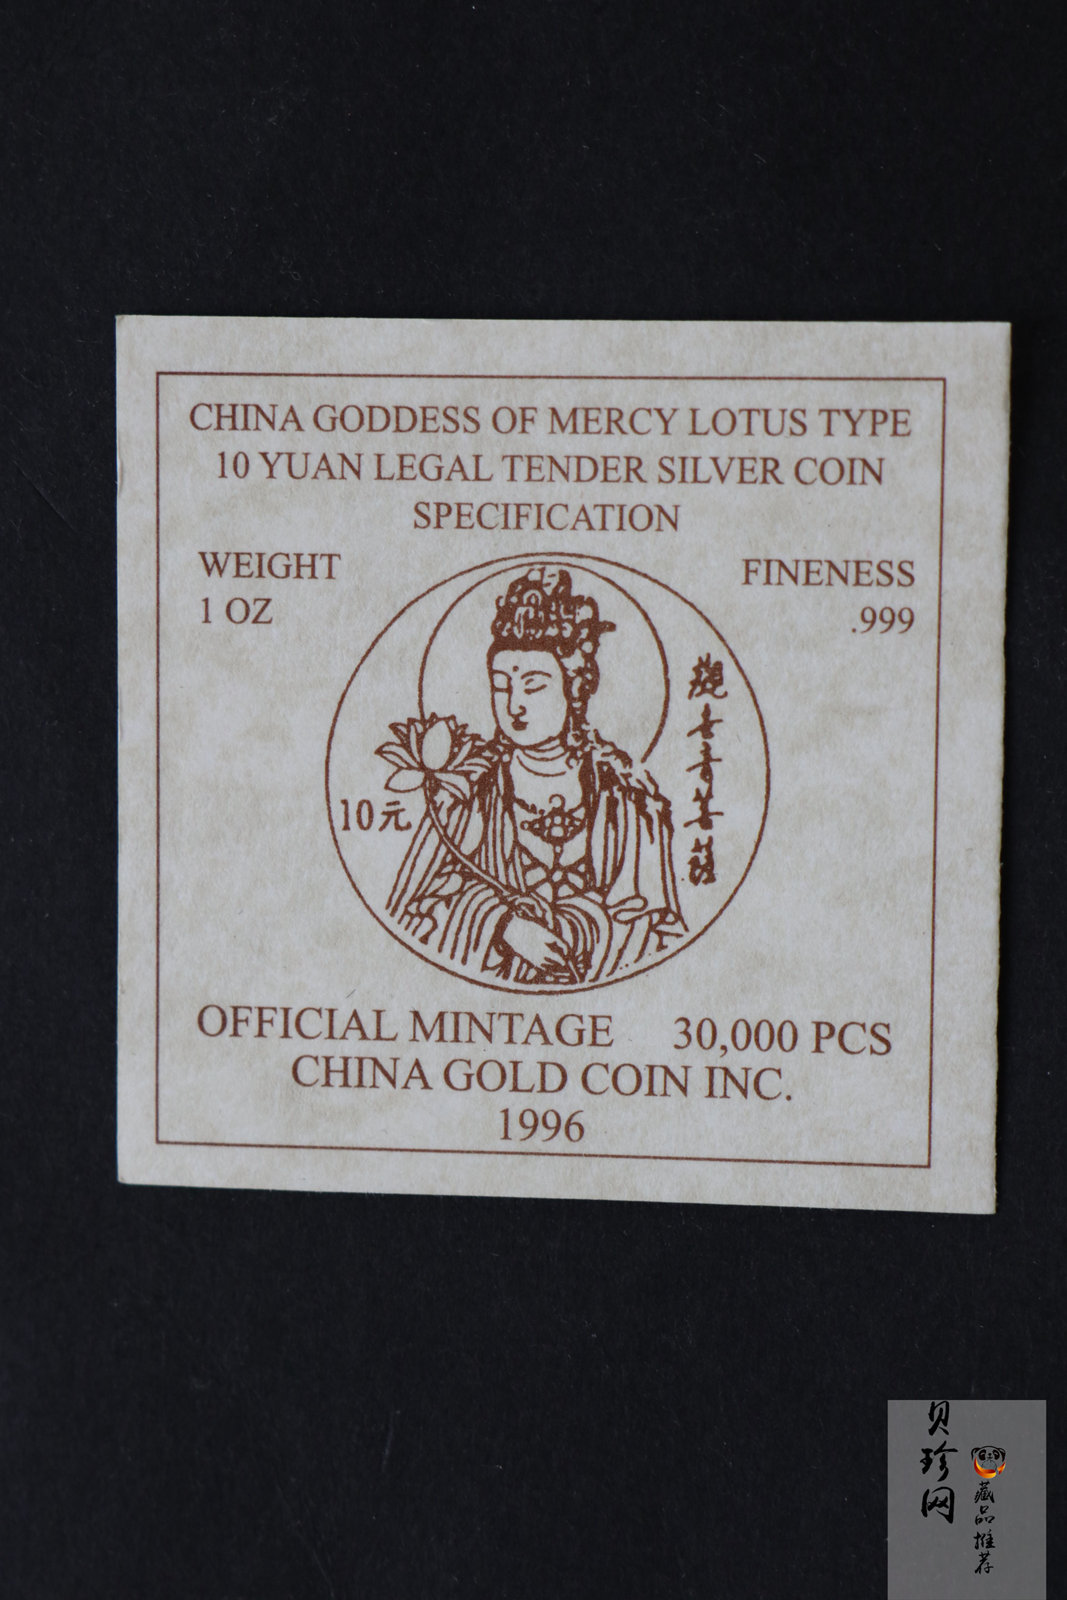 CHINA GODDESS OF MERCY LOTUS TYPE
10 YUAN LEGAL TENDER SILVER COIN
SPECIFICATION
WEIGHT
1 OZ
FINENESS
.999
10元
觀世音菩薩
OFFICIAL MINTAGE 30,000 PCS
CHINA GOLD COIN INC.
1996
贝珍网
藏品推荐